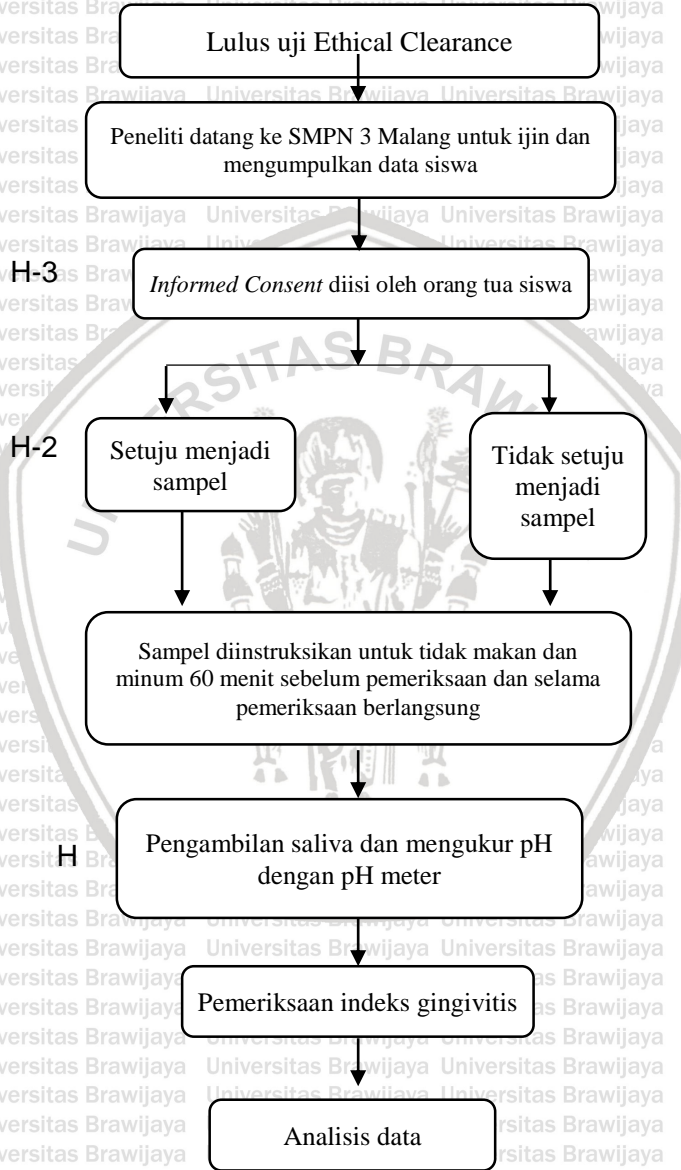 Lulus uji Ethical Clearance
Peneliti datang ke SMPN 3 Malang untuk ijin dan
mengumpulkan data siswa
H-3
Informed Consent diisi oleh orang tua siswa
UNIVERSITAS BRAWIJAYA
H-2
Setuju menjadi
sampel
Tidak setuju
menjadi
sampel
Sampel diinstruksikan untuk tidak makan dan
minum 60 menit sebelum pemeriksaan dan selama
pemeriksaan berlangsung
H
Pengambilan saliva dan mengukur pH
dengan pH meter
Pemeriksaan indeks gingivitis
Analisis data